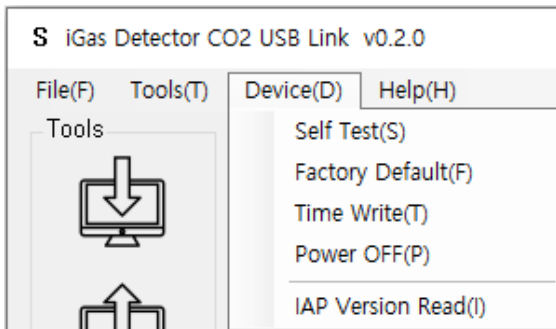 S iGas Detector CO2 USB Link v0.2.0
File(F) Tools(T) Device(D) Help(H)
Tools
Self Test(S)
Factory Default(F)
Time Write(T)
Power OFF(P)
IAP Version Read(I)